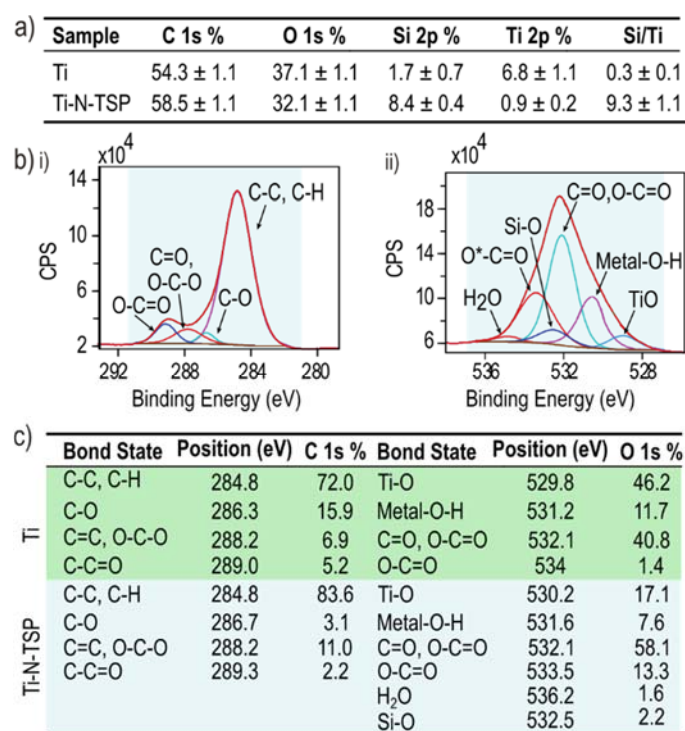 a)
Sample C 1s % O 1s % Si 2p % Ti 2p % Si/Ti
Ti 54.3 ± 1.1 37.1 ± 1.1 1.7 ± 0.7 6.8 ± 1.1 0.3 ± 0.1
Ti-N-TSP 58.5 ± 1.1 32.1 ± 1.1 8.4 ± 0.4 0.9 ± 0.2 9.3 ± 1.1
b) i)
x10⁴
14
10
6
2
CPS
C-C, C-H
C=O,
O-C-O
O-C=O
C-O
292 288 284 280
Binding Energy (eV)
ii)
x10⁴
18
14
10
6
CPS
C=O,O-C=O
Si-O
O*-C=O
Metal-O-H
H₂O
TiO
536 532 528
Binding Energy (eV)
c)
Bond State Position (eV) C 1s % Bond State Position (eV) O 1s %
Ti
C-C, C-H 284.8 72.0 Ti-O 529.8 46.2
C-O 286.3 15.9 Metal-O-H 531.2 11.7
C=C, O-C-O 288.2 6.9 C=O, O-C=O 532.1 40.8
C-C=O 289.0 5.2 O-C=O 534 1.4
Ti-N-TSP
C-C, C-H 284.8 83.6 Ti-O 530.2 17.1
C-O 286.7 3.1 Metal-O-H 531.6 7.6
C=C, O-C-O 288.2 11.0 C=O, O-C=O 532.1 58.1
C-C=O 289.3 2.2 O-C=O 533.5 13.3
H₂O 536.2 1.6
Si-O 532.5 2.2